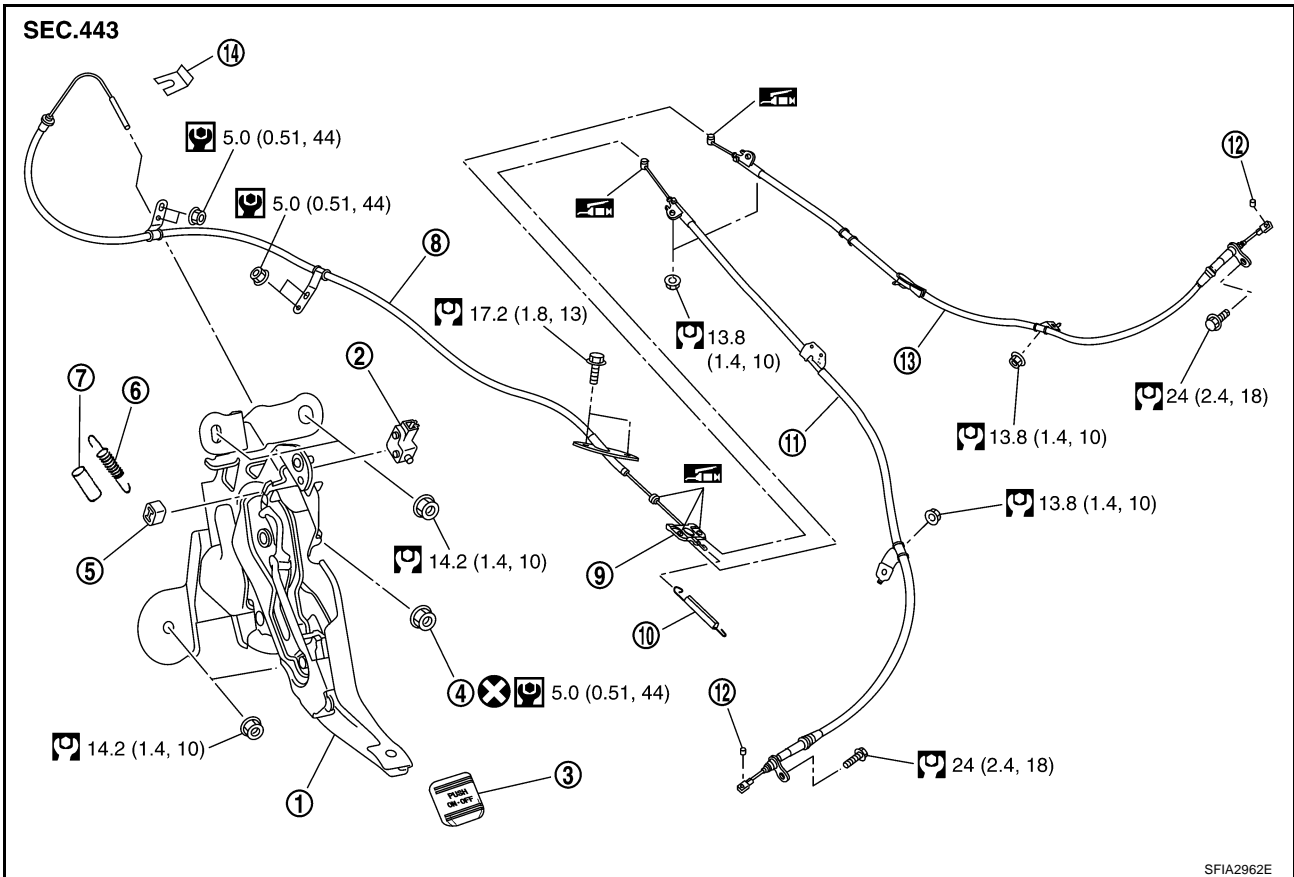 SEC.443
14
5.0 (0.51, 44)
12
5.0 (0.51, 44)
8
17.2 (1.8, 13)
13.8
(1.4, 10)
2
13
7
6
24 (2.4, 18)
11
13.8 (1.4, 10)
13.8 (1.4, 10)
5
14.2 (1.4, 10)
9
10
4
5.0 (0.51, 44)
12
14.2 (1.4, 10)
24 (2.4, 18)
3
PUSH
ON-OFF
1
SFIA2962E